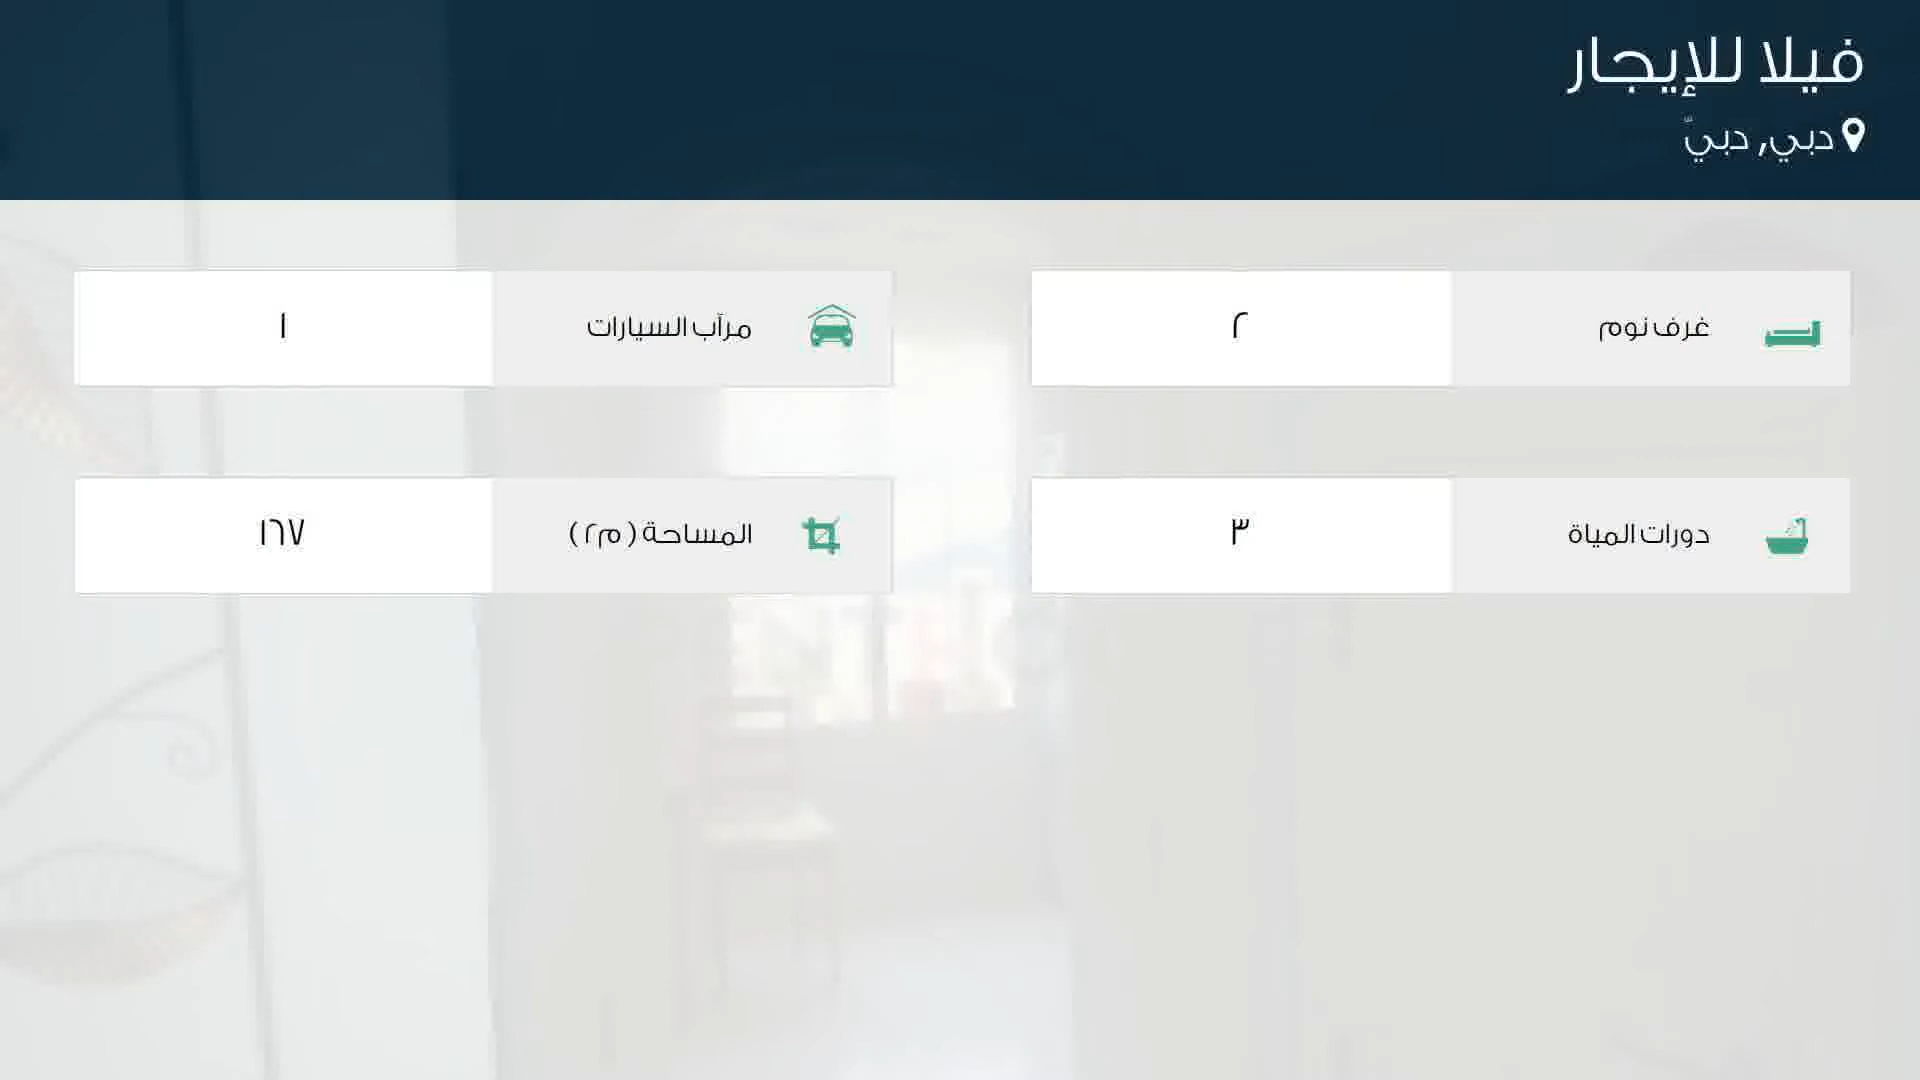 فيلا للإيجار
دبي, دبيّ
غرف نوم
٢
مرآب السيارات
١
دورات المياة
٣
المساحة ( م٢ )
١٦٧